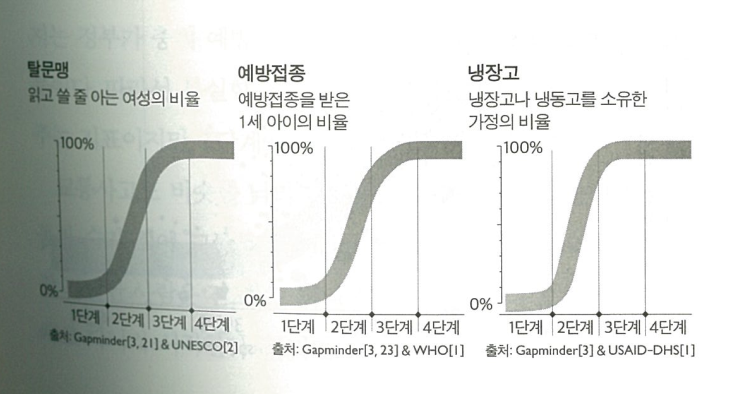 탈문맹
읽고 쓸 줄 아는 여성의 비율
100%
0%
1단계 2단계 3단계 4단계
출처: Gapminder[3, 21] & UNESCO[2]
예방접종
예방접종을 받은
1세 아이의 비율
100%
0%
1단계 2단계 3단계 4단계
출처: Gapminder[3, 23] & WHO[1]
냉장고
냉장고나 냉동고를 소유한
가정의 비율
100%
0%
1단계 2단계 3단계 4단계
출처: Gapminder[3] & USAID-DHS[1]